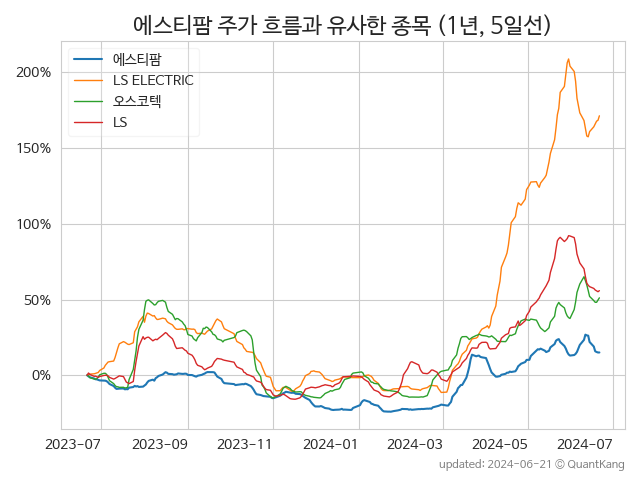 에스티팜 주가 흐름과 유사한 종목 (1년, 5일선)
에스티팜
LS ELECTRIC
오스코텍
LS
200%
150%
100%
50%
0%
2023-07
2023-09
2023-11
2024-01
2024-03
2024-05
2024-07
updated: 2024-06-21 © QuantKang